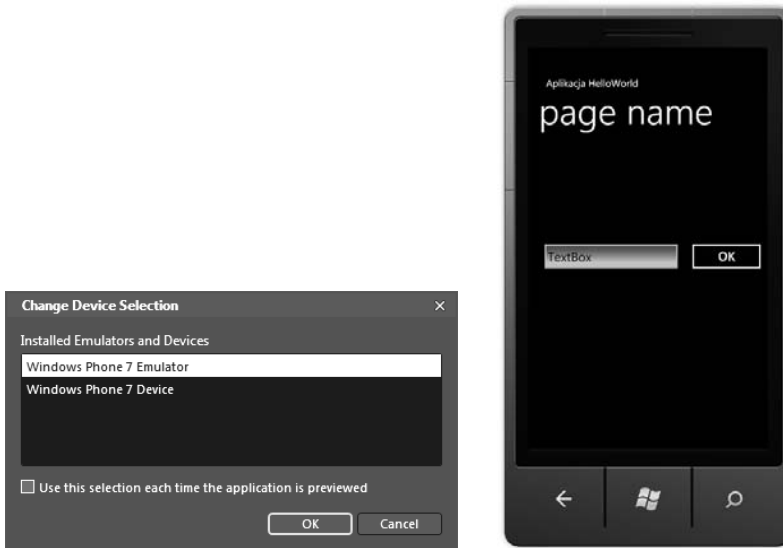 Change Device Selection
Installed Emulators and Devices
Windows Phone 7 Emulator
Windows Phone 7 Device
Use this selection each time the application is previewed
OK Cancel
Aplikacja HelloWorld
page name
TextBox OK